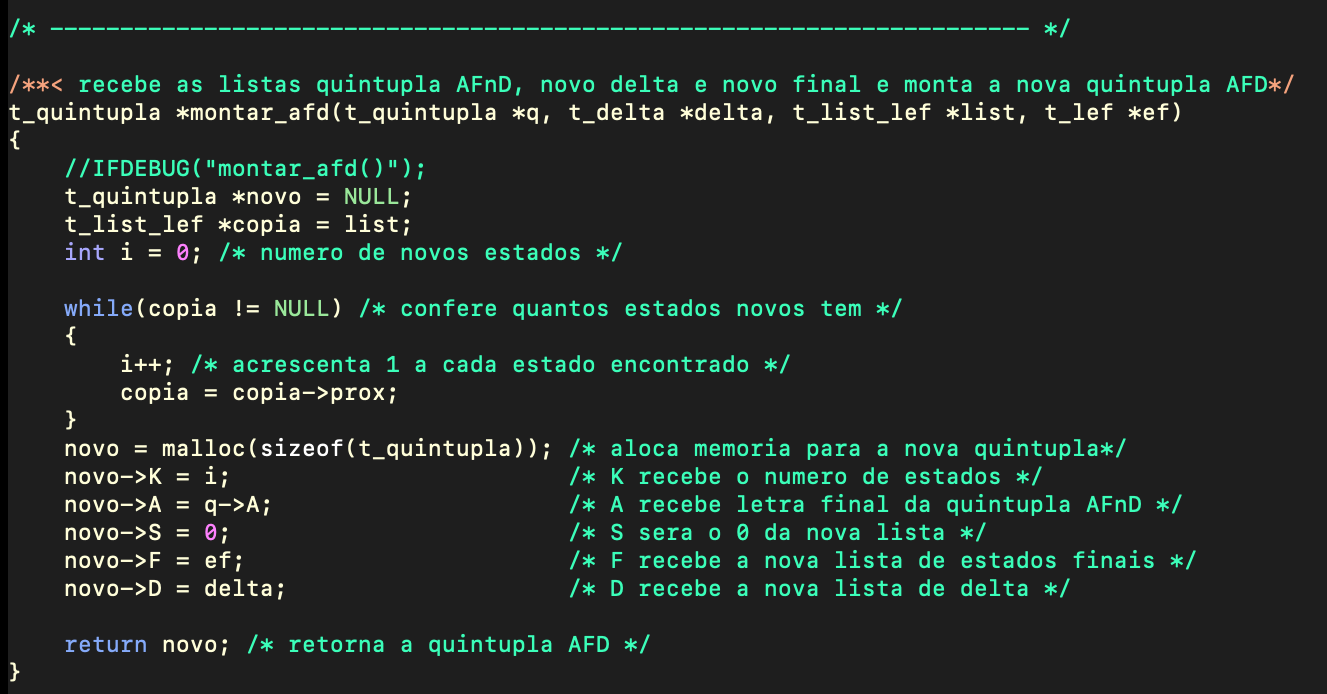 /* ---------------------------------------------------------------------- */
/**< recebe as listas quintupla AFnD, novo delta e novo final e monta a nova quintupla AFD*/
t_quintupla *montar_afd(t_quintupla *q, t_delta *delta, t_list_lef *list, t_lef *ef)
{
    //IFDEBUG("montar_afd()");
    t_quintupla *novo = NULL;
    t_list_lef *copia = list;
    int i = 0; /* numero de novos estados */
    while(copia != NULL) /* confere quantos estados novos tem */
    {
        i++; /* acrescenta 1 a cada estado encontrado */
        copia = copia->prox;
    }
    novo = malloc(sizeof(t_quintupla)); /* aloca memoria para a nova quintupla*/
    novo->K = i;                        /* K recebe o numero de estados */
    novo->A = q->A;                     /* A recebe letra final da quintupla AFnD */
    novo->S = 0;                        /* S sera o 0 da nova lista */
    novo->F = ef;                       /* F recebe a nova lista de estados finais */
    novo->D = delta;                    /* D recebe a nova lista de delta */
    return novo; /* retorna a quintupla AFD */
}